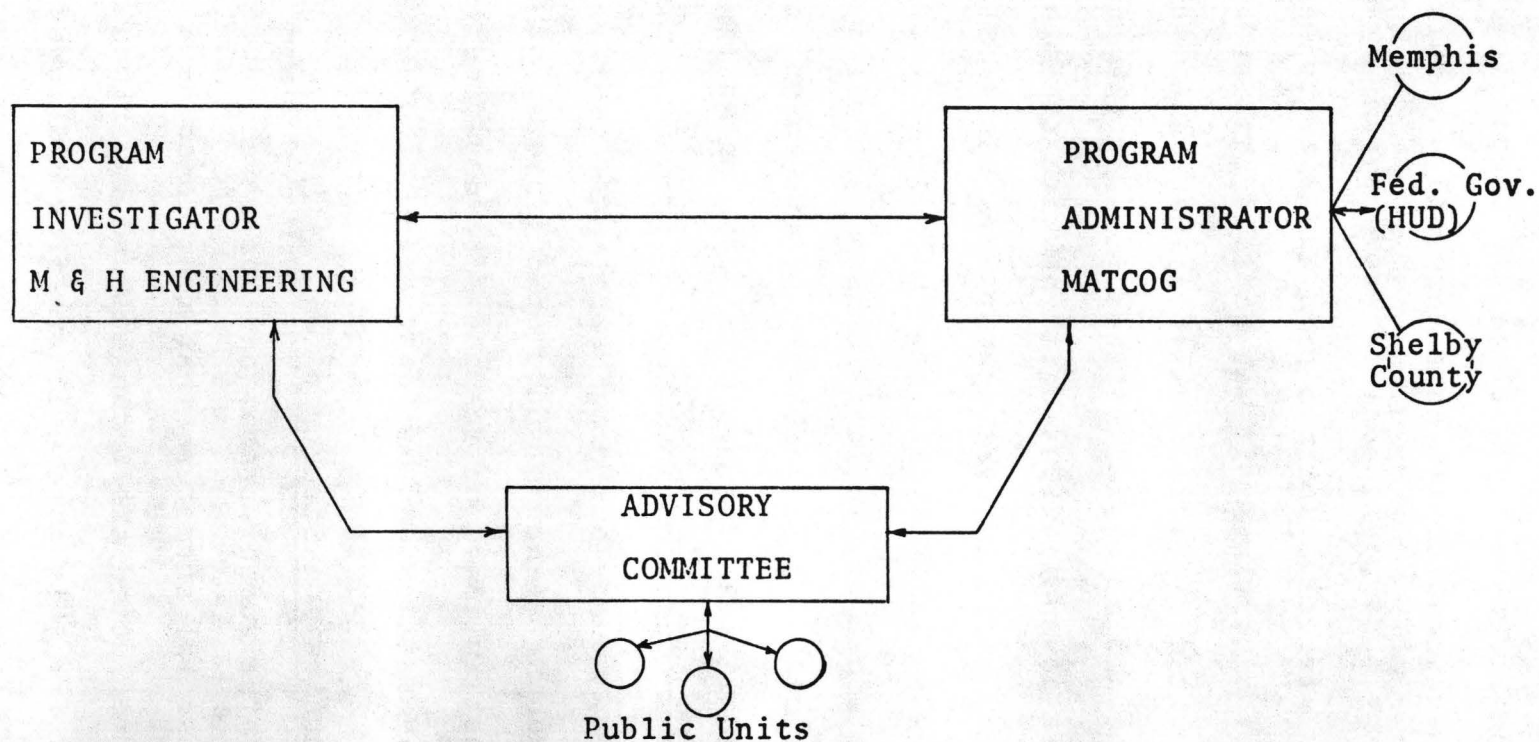 Memphis
PROGRAM
INVESTIGATOR
M & H ENGINEERING
PROGRAM
ADMINISTRATOR
MATCOG
Fed. Gov.
(HUD)
Shelby
County
ADVISORY
COMMITTEE
Public Units